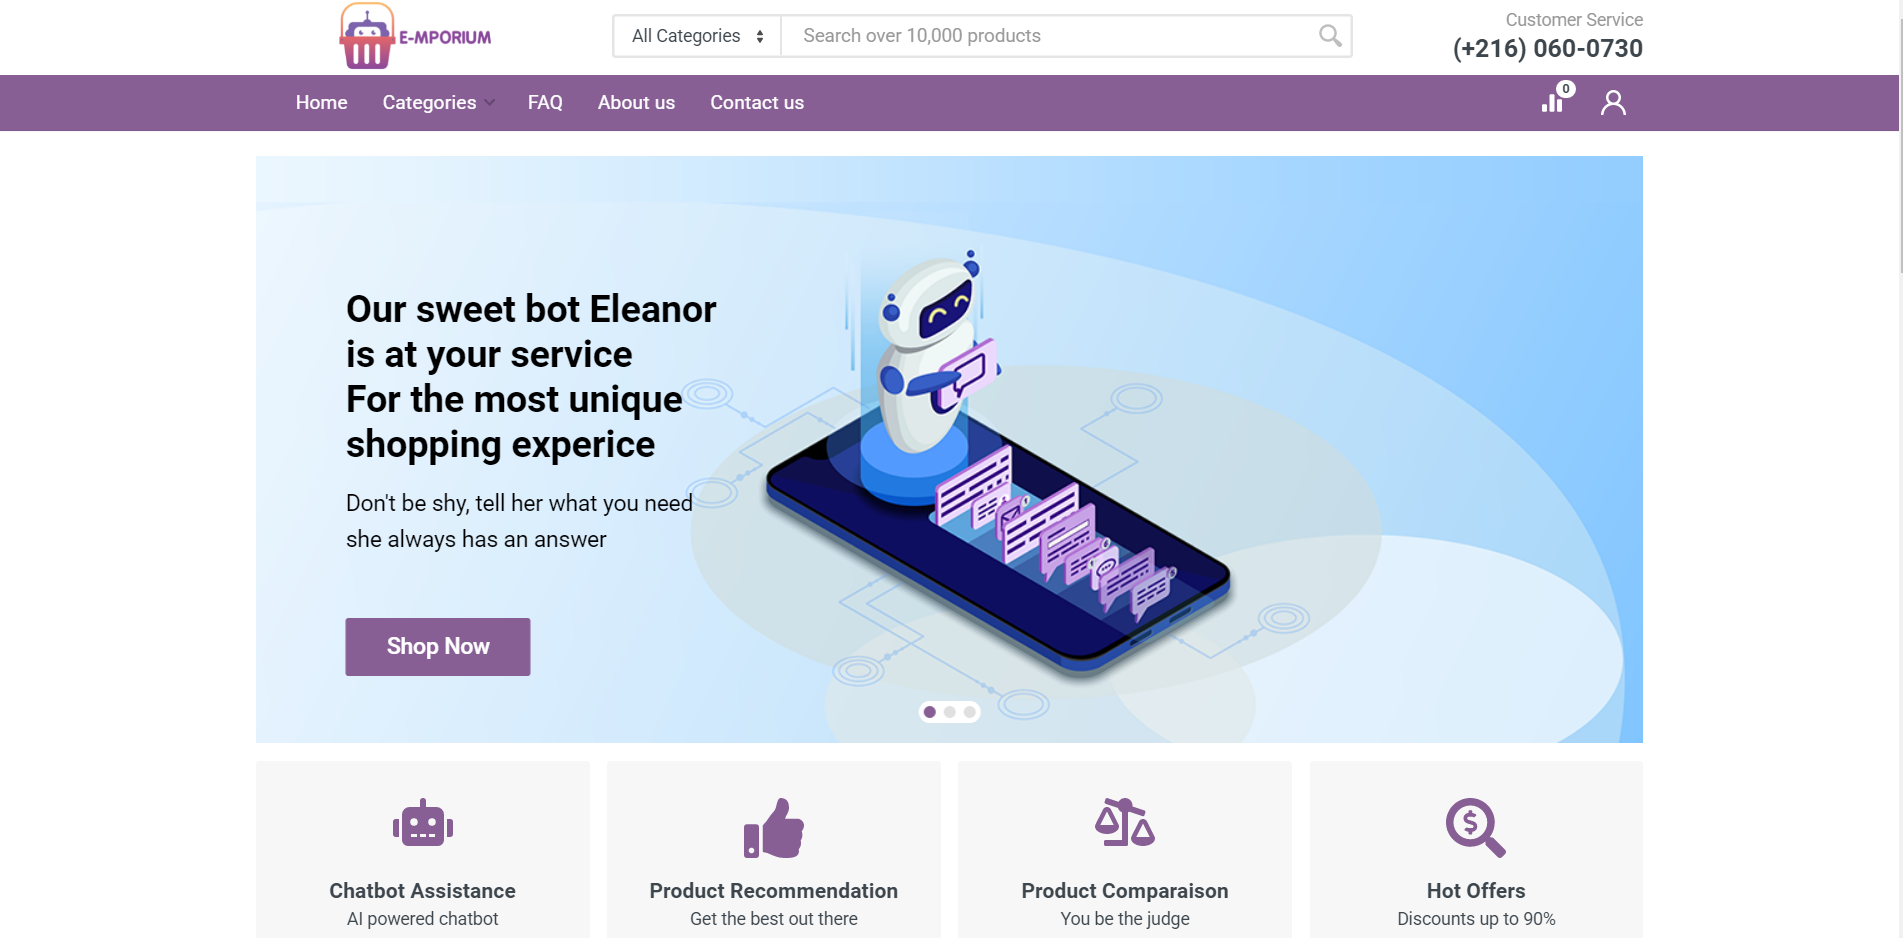 E-MPORIUM
All Categories
Search over 10,000 products
Customer Service
(+216) 060-0730
Home
Categories
FAQ
About us
Contact us
0
Our sweet bot Eleanor
is at your service
For the most unique
shopping experice
Don't be shy, tell her what you need
she always has an answer
Shop Now
Chatbot Assistance
AI powered chatbot
Product Recommendation
Get the best out there
Product Comparaison
You be the judge
Hot Offers
Discounts up to 90%